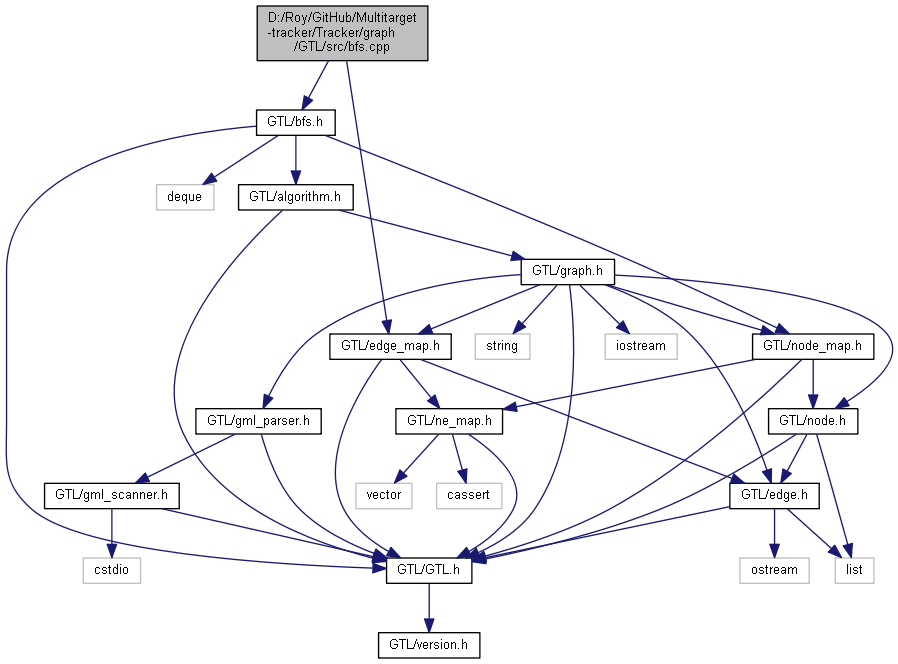 D:/Roy/GitHub/Multitarget
-tracker/Tracker/graph
/GTL/src/bfs.cpp
GTL/bfs.h
deque
GTL/algorithm.h
GTL/graph.h
GTL/edge_map.h
string
iostream
GTL/node_map.h
GTL/gml_parser.h
GTL/ne_map.h
GTL/node.h
GTL/gml_scanner.h
vector
cassert
GTL/edge.h
cstdio
GTL/GTL.h
ostream
list
GTL/version.h